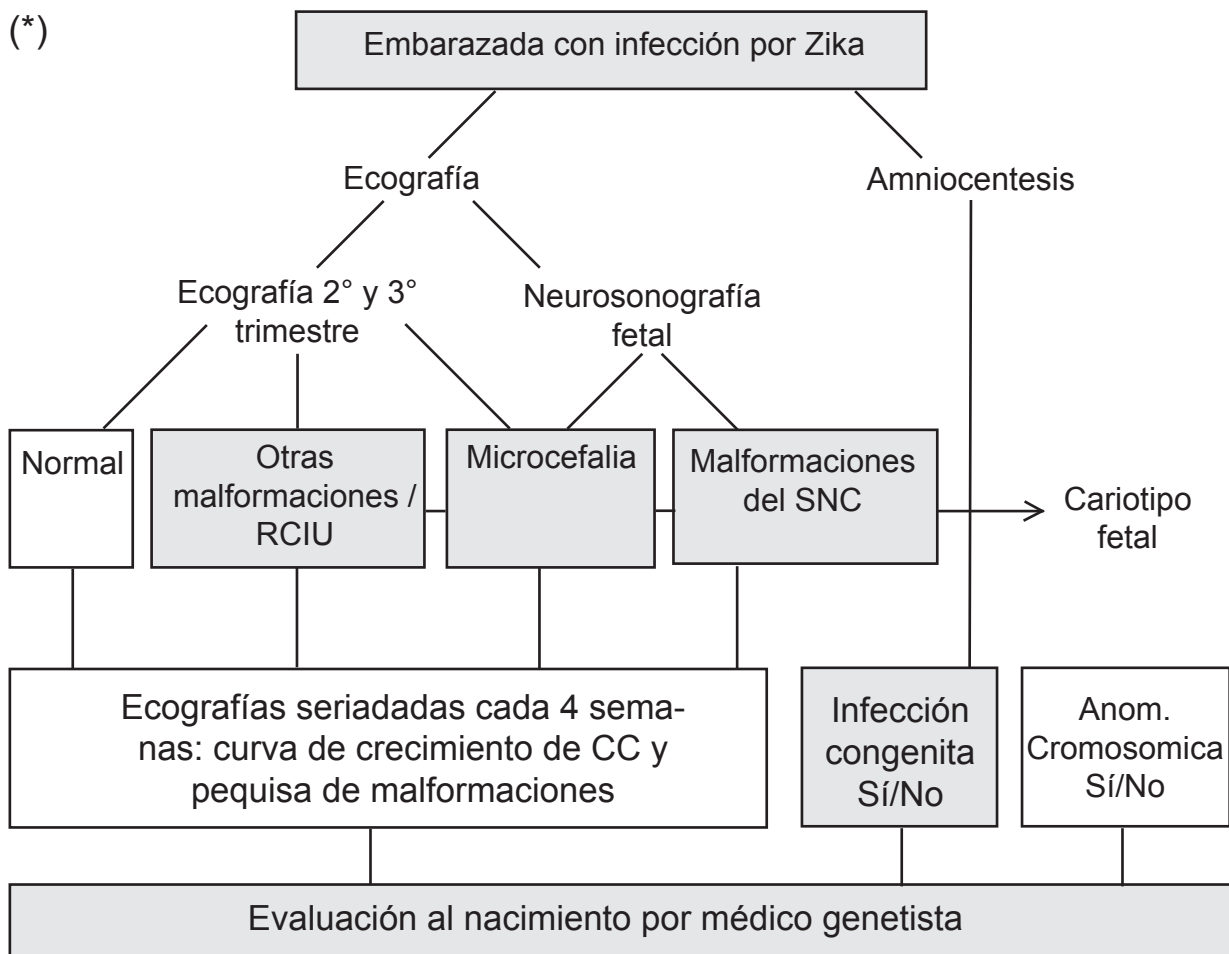 (*)
Embarazada con infección por Zika
Ecografía
Amniocentesis
Ecografía 2° y 3°
trimestre
Neurosonografía
fetal
Normal
Otras
malformaciones /
RCIU
Microcefalia
Malformaciones
del SNC
Cariotipo
fetal
Ecografías seriadadas cada 4 sema-
nas: curva de crecimiento de CC y
pequisa de malformaciones
Infección
congenita
Sí/No
Anom.
Cromosomica
Sí/No
Evaluación al nacimiento por médico genetista